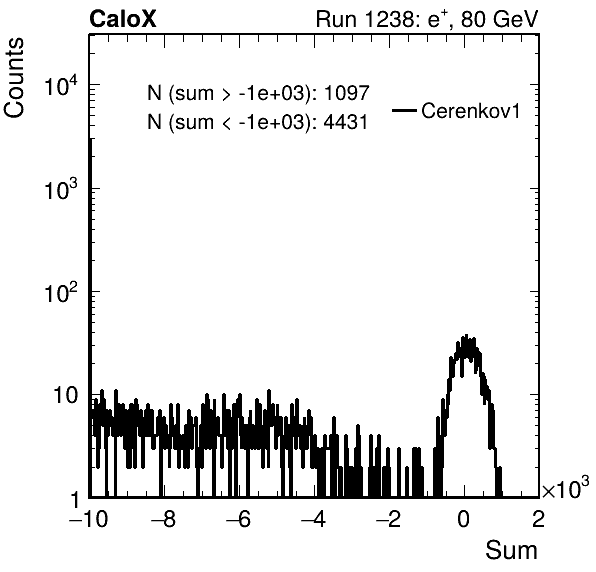 CaloX Run 1238: e⁺, 80 GeV
Counts
N (sum > -1e+03): 1097
N (sum < -1e+03): 4431
Cerenkov1
10⁴
10³
10²
10
1
−10 −8 −6 −4 −2 0 2
×10³
Sum